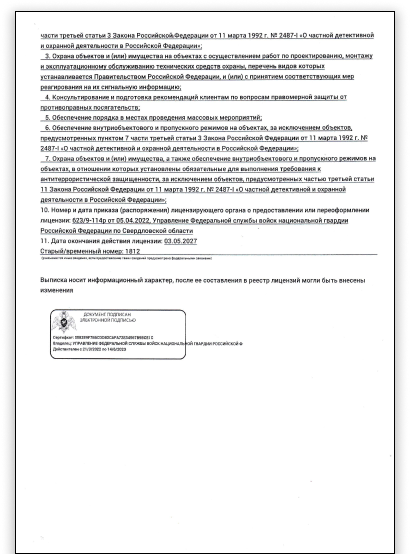 части третьей статьи 3 Закона Российской Федерации от 11 марта 1992 г. № 2487-I «О частной детективной
и охранной деятельности в Российской Федерации»;
3. Охрана объектов и (или) имущества на объектах с осуществлением работ по проектированию, монтажу
и эксплуатационному обслуживанию технических средств охраны, перечень видов которых
устанавливается Правительством Российской Федерации, и (или) с принятием соответствующих мер
реагирования на их сигнальную информацию;
4. Консультирование и подготовка рекомендаций клиентам по вопросам правомерной защиты от
противоправных посягательств;
5. Обеспечение порядка в местах проведения массовых мероприятий;
6. Обеспечение внутриобъектового и пропускного режимов на объектах, за исключением объектов,
предусмотренных пунктом 7 части третьей статьи 3 Закона Российской Федерации от 11 марта 1992 г. №
2487-I «О частной детективной и охранной деятельности в Российской Федерации»;
7. Охрана объектов и (или) имущества, а также обеспечение внутриобъектового и пропускного режимов на
объектах, в отношении которых установлены обязательные для выполнения требования к
антитеррористической защищенности, за исключением объектов, предусмотренных частью третьей статьи
11 Закона Российской Федерации от 11 марта 1992 г. № 2487-I «О частной детективной и охранной
деятельности в Российской Федерации»;
10. Номер и дата приказа (распоряжения) лицензирующего органа о предоставлении или переоформлении
лицензии: 623/9-114р от 05.04.2022, Управление Федеральной службы войск национальной гвардии
Российской Федерации по Свердловской области
11. Дата окончания действия лицензии: 03.05.2027
Старый/временный номер: 1812
Выписка носит информационный характер, после ее составления в реестр лицензий могли быть внесены
изменения
ДОКУМЕНТ ПОДПИСАН
ЭЛЕКТРОННОЙ ПОДПИСЬЮ
Сертификат:
Владелец: УПРАВЛЕНИЕ ФЕДЕРАЛЬНОЙ СЛУЖБЫ ВОЙСК НАЦИОНАЛЬНОЙ ГВАРДИИ РОССИЙСКОЙ Ф
Действителен с по